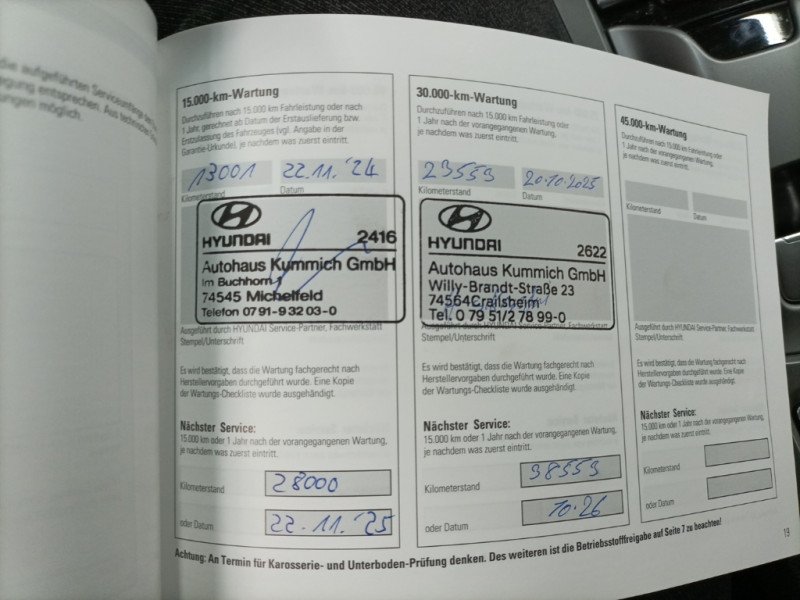 die aufgeführten Serviceumfänge
entsprechen. Aus technischen
ungen möglich.
15.000-km-Wartung
Durchzuführen nach 15.000 km Fahrleistung oder nach
1 Jahr, gerechnet ab Datum der Erstauslieferung bzw.
Erstzulassung des Fahrzeuges (vgl. Angabe in der
Garantie-Urkunde), je nachdem was zuerst eintritt.
13001 22.11.'24
Kilometerstand Datum
HYUNDAI 2416
Autohaus Kummich GmbH
Im Buchhorn 1
74545 Michelfeld
Telefon 0791-93203-0
Ausgeführt durch HYUNDAI Service-Partner, Fachwerkstatt
Stempel/Unterschrift
Es wird bestätigt, dass die Wartung fachgerecht nach
Herstellervorgaben durchgeführt wurde. Eine Kopie
der Wartungs-Checkliste wurde ausgehändigt.
Nächster Service:
15.000 km oder 1 Jahr nach der vorangegangenen Wartung,
je nachdem was zuerst eintritt.
Kilometerstand 28000
oder Datum 22.11.'25
30.000-km-Wartung
Durchzuführen nach 15.000 km Fahrleistung oder
1 Jahr nach der vorangegangenen Wartung,
je nachdem was zuerst eintritt.
23553 20.10.2025
Kilometerstand Datum
HYUNDAI 2622
Autohaus Kummich GmbH
Willy-Brandt-Straße 23
74564 Crailsheim
Tel. 0 79 51/2 78 99-0
Ausgeführt durch HYUNDAI Service-Partner, Fachwerkstatt
Stempel/Unterschrift
Es wird bestätigt, dass die Wartung fachgerecht nach
Herstellervorgaben durchgeführt wurde. Eine Kopie
der Wartungs-Checkliste wurde ausgehändigt.
Nächster Service:
15.000 km oder 1 Jahr nach der vorangegangenen Wartung,
je nachdem was zuerst eintritt.
Kilometerstand 38553
oder Datum 10.26
45.000-km-Wartung
Durchzuführen nach 15.000 km Fahrleistung oder
1 Jahr nach der vorangegangenen Wartung,
je nachdem was zuerst eintritt.
Kilometerstand Datum
Ausgeführt durch HYUNDAI Service-Partner, Fachwerkstatt
Stempel/Unterschrift
Es wird bestätigt, dass die Wartung fachgerecht nach
Herstellervorgaben durchgeführt wurde. Eine Kopie
der Wartungs-Checkliste wurde ausgehändigt.
Nächster Service:
15.000 km oder 1 Jahr nach der vorangegangenen Wartung,
je nachdem was zuerst eintritt.
Kilometerstand
oder Datum
Achtung: An Termin für Karosserie- und Unterboden-Prüfung denken. Des weiteren ist die Betriebsstofffreigabe auf Seite 7 zu beachten!
19